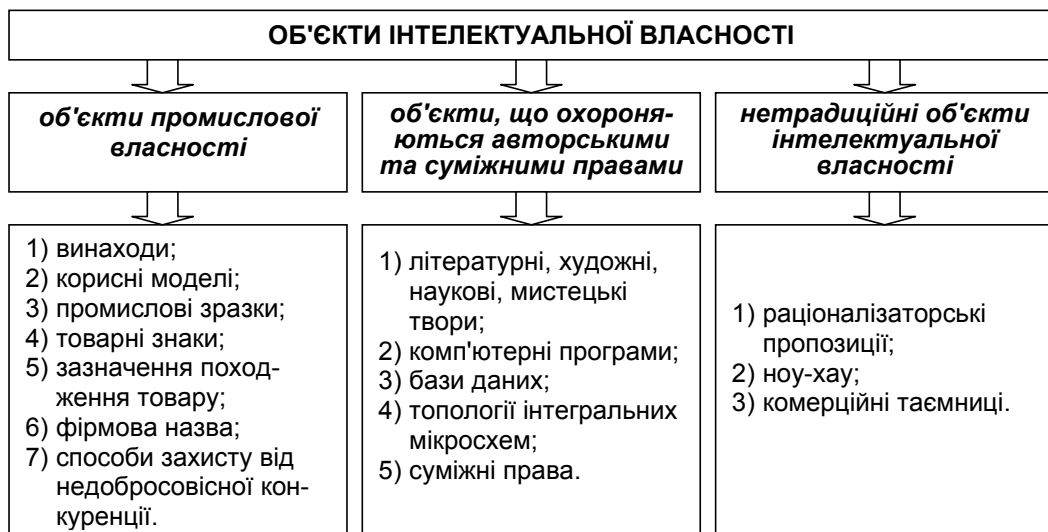 ОБ'ЄКТИ ІНТЕЛЕКТУАЛЬНОЇ ВЛАСНОСТІ
об'єкти промислової
власності
1) винаходи;
2) корисні моделі;
3) промислові зразки;
4) товарні знаки;
5) зазначення поход-
ження товару;
6) фірмова назва;
7) способи захисту від
недобросовісної кон-
куренції.
об'єкти, що охороня-
ються авторськими
та суміжними правами
1) літературні, художні,
наукові, мистецькі
твори;
2) комп'ютерні програми;
3) бази даних;
4) топології інтегральних
мікросхем;
5) суміжні права.
нетрадиційні об'єкти
інтелектуальної
власності
1) раціоналізаторські
пропозиції;
2) ноу-хау;
3) комерційні таємниці.